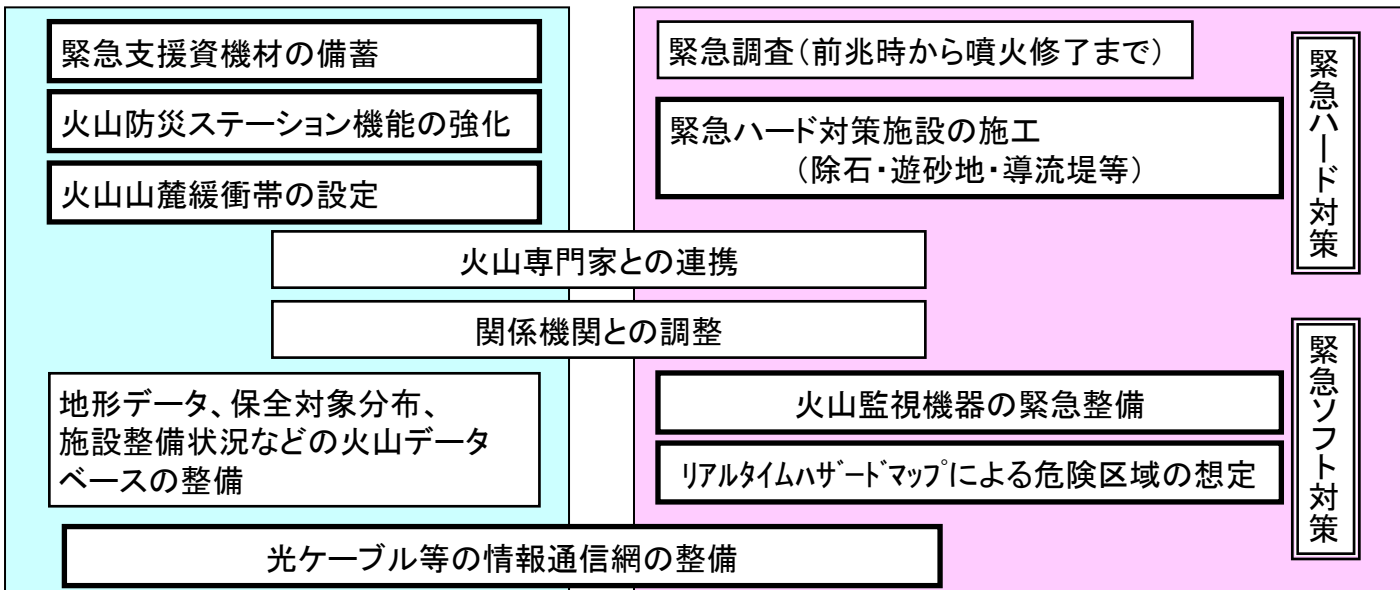 緊急支援資機材の備蓄
火山防災ステーション機能の強化
火山山麓緩衝帯の設定
緊急調査(前兆時から噴火修了まで)
緊急ハード対策施設の施工
(除石・遊砂地・導流堤等)
緊急ハード対策
火山専門家との連携
関係機関との調整
地形データ、保全対象分布、
施設整備状況などの火山データ
ベースの整備
火山監視機器の緊急整備
ﾘｱﾙﾀｲﾑﾊｻﾞｰﾄﾞﾏｯﾌﾟによる危険区域の想定
緊急ソフト対策
光ケーブル等の情報通信網の整備